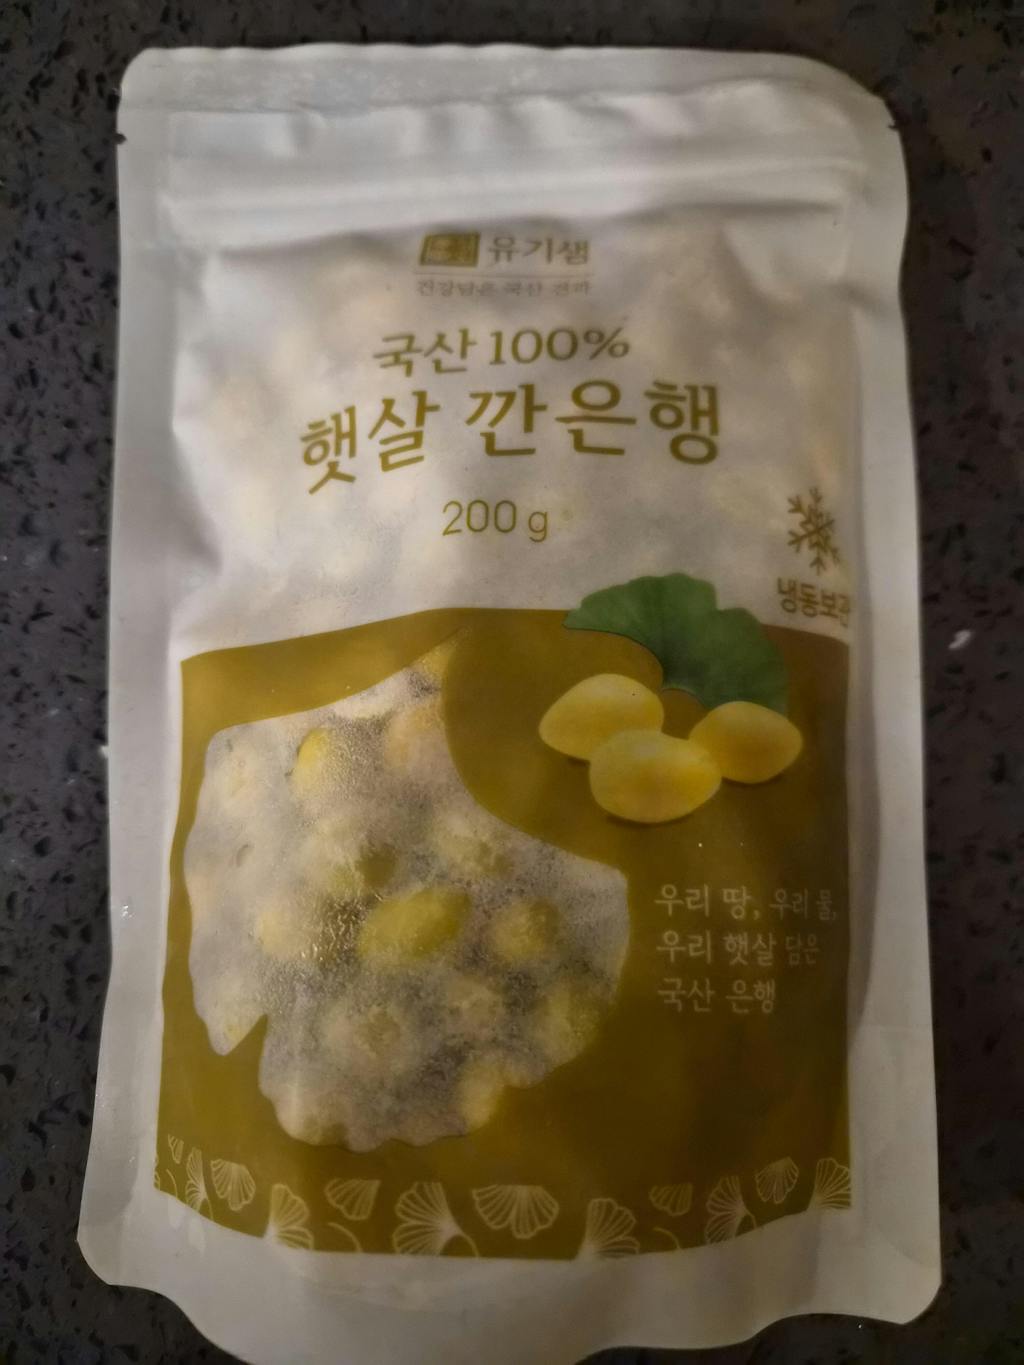 유기샘
건강담은 국산 견과
국산 100%
햇살 깐은행
200 g
냉동보관
우리 땅, 우리 물,
우리 햇살 담은
국산 은행